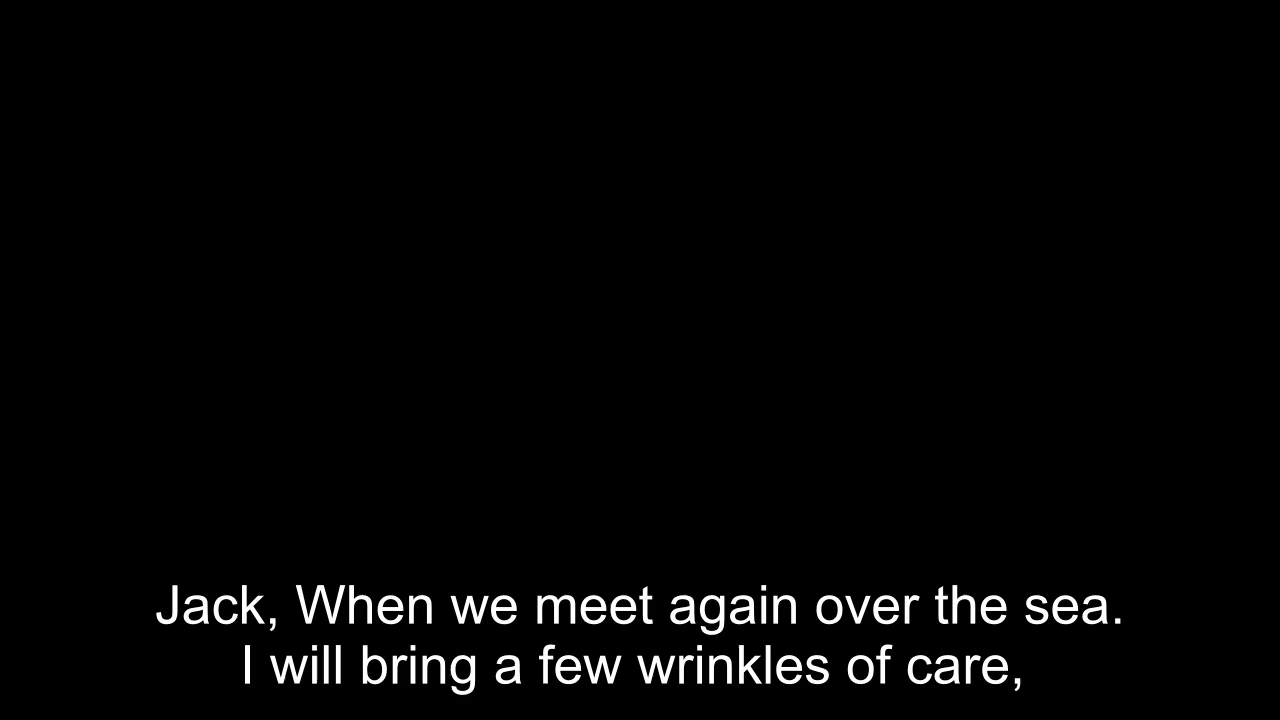 Jack, When we meet again over the sea.
I will bring a few wrinkles of care,